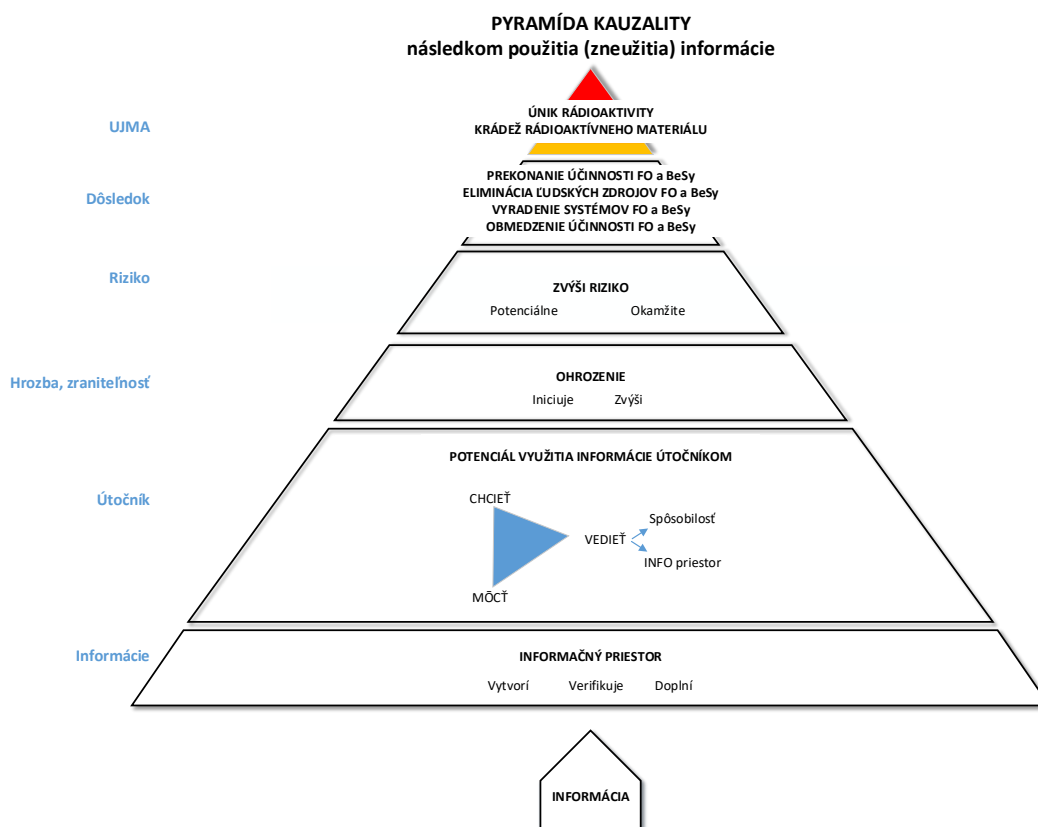 PYRAMÍDA KAUZALITY
následkom použitia (zneužitia) informácie
UJMA
ÚNIK RÁDIOAKTIVITY
KRÁDEŽ RÁDIOAKTÍVNEHO MATERIÁLU
Dôsledok
PREKONANIE ÚČINNOSTI FO a BeSy
ELIMINÁCIA ĽUDSKÝCH ZDROJOV FO a BeSy
VYRADENIE SYSTÉMOV FO a BeSy
OBMEDZENIE ÚČINNOSTI FO a BeSy
Riziko
ZVÝŠI RIZIKO
Potenciálne Okamžite
Hrozba, zraniteľnosť
OHROZENIE
Iniciuje Zvýši
POTENCIÁL VYUŽITIA INFORMÁCIE ÚTOČNÍKOM
Útočník
CHCIEŤ
Spôsobilosť
VEDIEŤ
INFO priestor
MÔCŤ
Informácie
INFORMAČNÝ PRIESTOR
Vytvorí Verifikuje Doplní
INFORMÁCIA